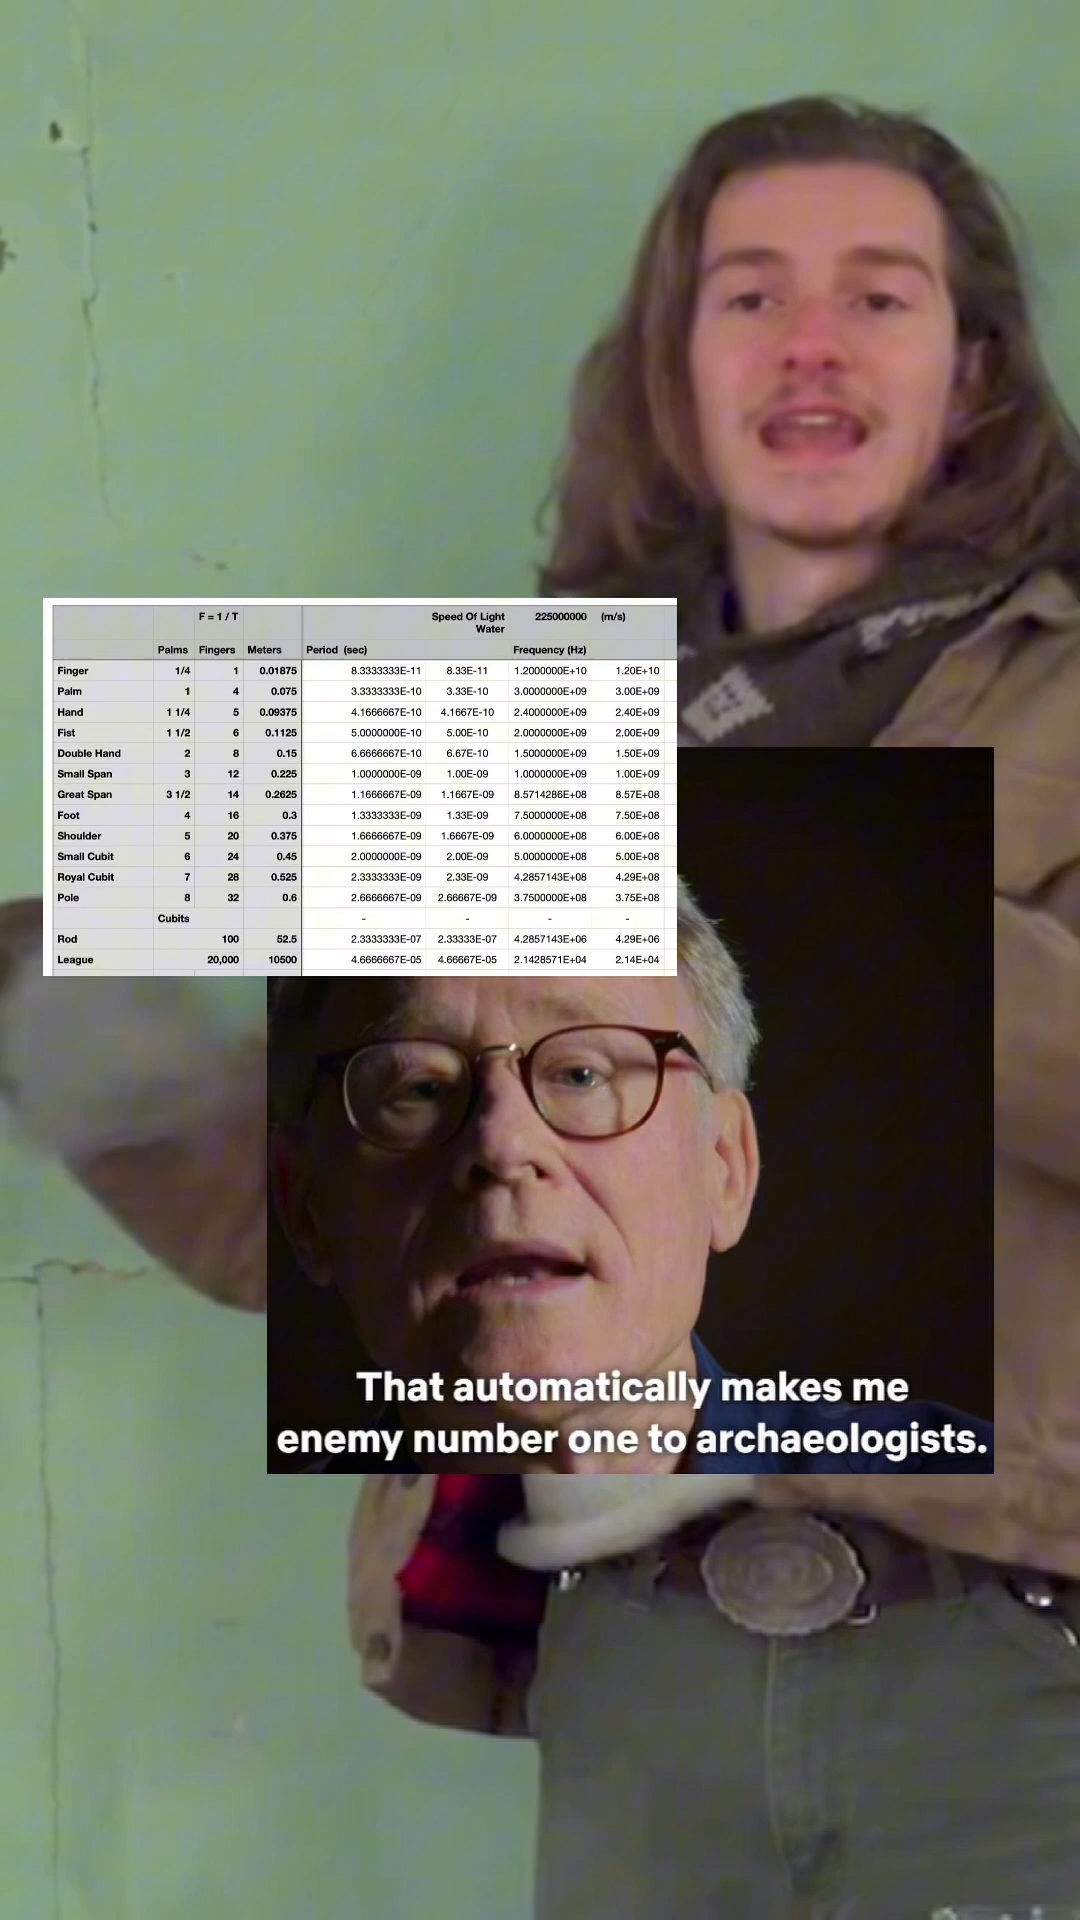 F = 1 / T Speed Of Light Water 225000000 (m/s)
Palms Fingers Meters Period (sec) Frequency (Hz)
Finger 1/4 1 0.01875 8.3333333E-11 8.33E-11 1.2000000E+10 1.20E+10
Palm 1 4 0.075 3.3333333E-10 3.33E-10 3.0000000E+09 3.00E+09
Hand 1 1/4 5 0.09375 4.1666667E-10 4.1667E-10 2.4000000E+09 2.40E+09
Fist 1 1/2 6 0.1125 5.0000000E-10 5.00E-10 2.0000000E+09 2.00E+09
Double Hand 2 8 0.15 6.6666667E-10 6.67E-10 1.5000000E+09 1.50E+09
Small Span 3 12 0.225 1.0000000E-09 1.00E-09 1.0000000E+09 1.00E+09
Great Span 3 1/2 14 0.2625 1.1666667E-09 1.1667E-09 8.5714286E+08 8.57E+08
Foot 4 16 0.3 1.3333333E-09 1.33E-09 7.5000000E+08 7.50E+08
Shoulder 5 20 0.375 1.6666667E-09 1.6667E-09 6.0000000E+08 6.00E+08
Small Cubit 6 24 0.45 2.0000000E-09 2.00E-09 5.0000000E+08 5.00E+08
Royal Cubit 7 28 0.525 2.3333333E-09 2.33E-09 4.2857143E+08 4.29E+08
Pole 8 32 0.6 2.6666667E-09 2.66667E-09 3.7500000E+08 3.75E+08
Cubits - - - -
Rod 100 52.5 2.3333333E-07 2.33333E-07 4.2857143E+06 4.29E+06
League 20,000 10500 4.6666667E-05 4.66667E-05 2.1428571E+04 2.14E+04
That automatically makes me
enemy number one to archaeologists.